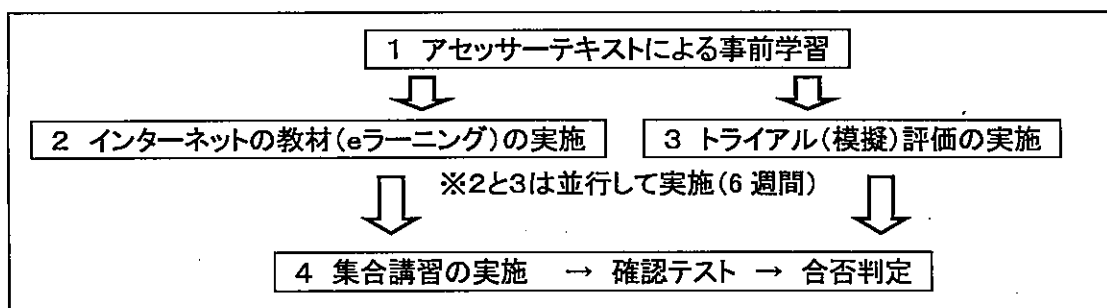 1 アセッサーテキストによる事前学習
2 インターネットの教材(eラーニング)の実施
3 トライアル(模擬)評価の実施
※2と3は並行して実施(6週間)
4 集合講習の実施 → 確認テスト → 合否判定